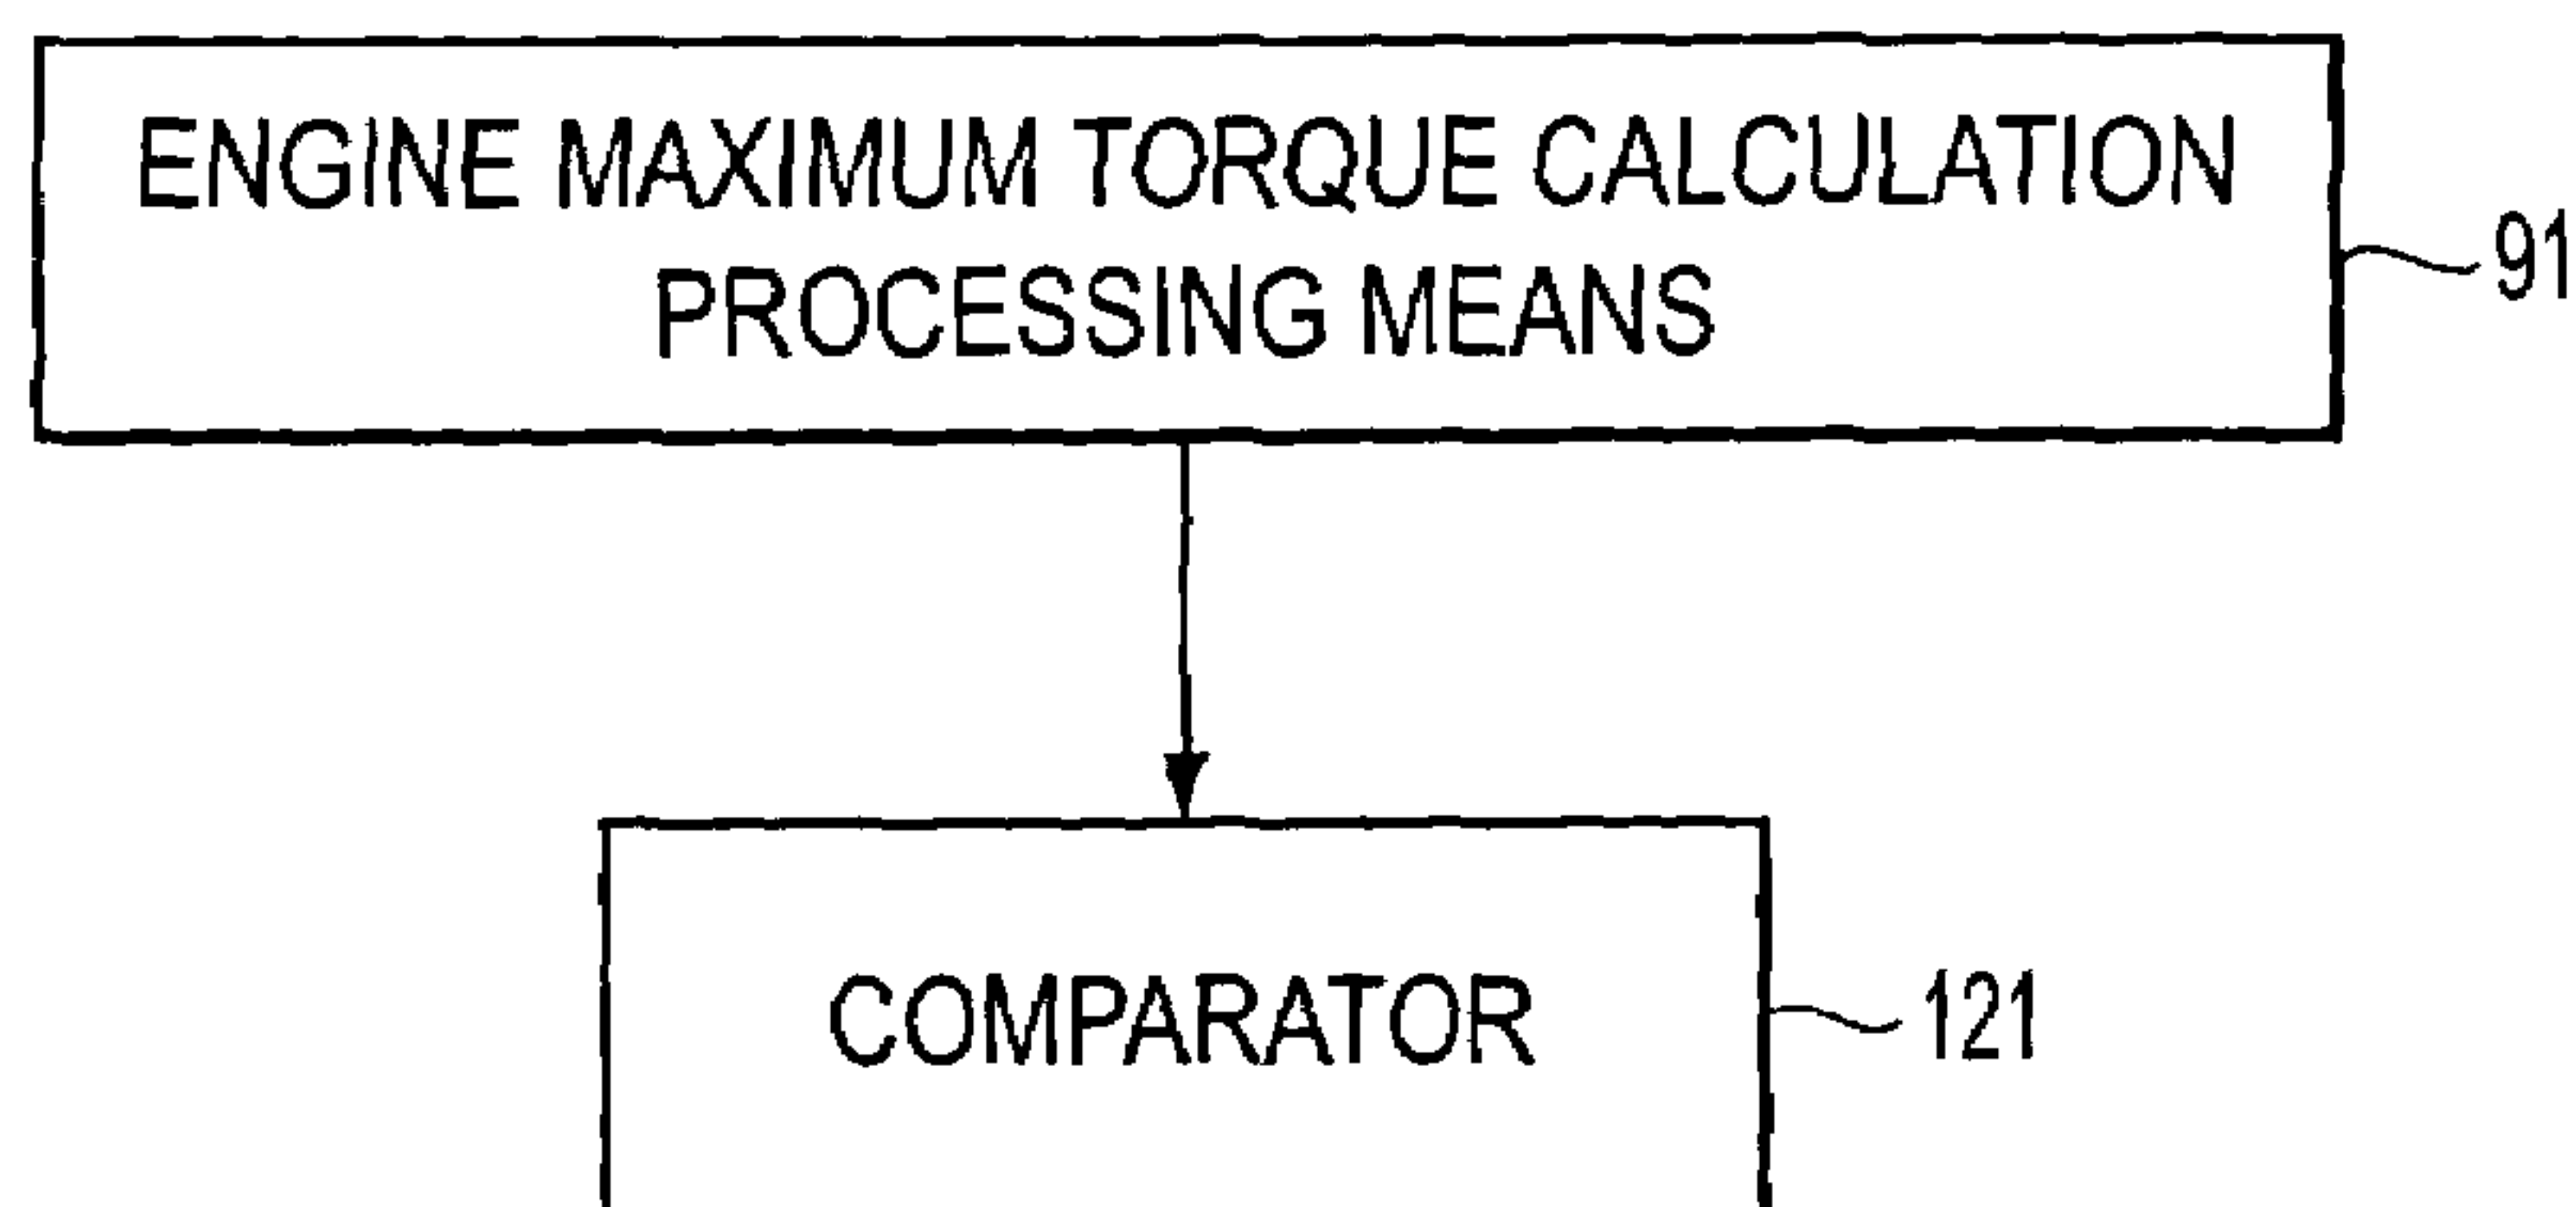 ENGINE MAXIMUM TORQUE CALCULATION
PROCESSING MEANS
91
COMPARATOR
121